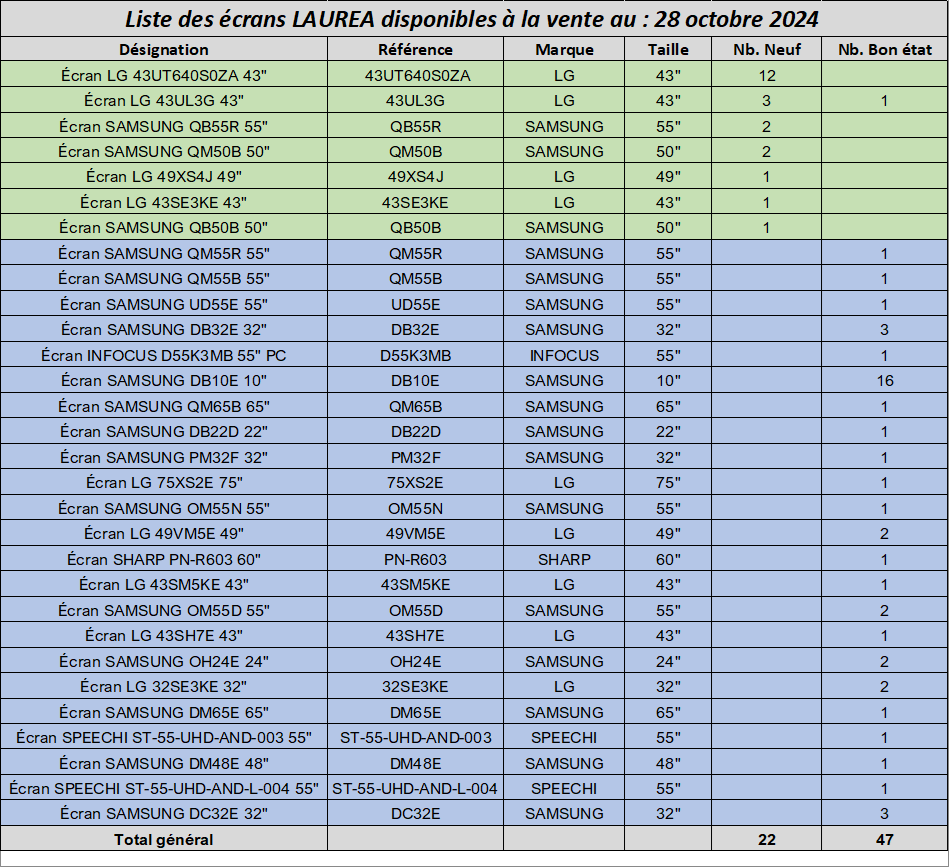 Liste des écrans LAUREA disponibles à la vente au : 28 octobre 2024
Désignation Référence Marque Taille Nb. Neuf Nb. Bon état
Écran LG 43UT640S0ZA 43" 43UT640S0ZA LG 43" 12
Écran LG 43UL3G 43" 43UL3G LG 43" 3 1
Écran SAMSUNG QB55R 55" QB55R SAMSUNG 55" 2
Écran SAMSUNG QM50B 50" QM50B SAMSUNG 50" 2
Écran LG 49XS4J 49" 49XS4J LG 49" 1
Écran LG 43SE3KE 43" 43SE3KE LG 43" 1
Écran SAMSUNG QB50B 50" QB50B SAMSUNG 50" 1
Écran SAMSUNG QM55R 55" QM55R SAMSUNG 55" 1
Écran SAMSUNG QM55B 55" QM55B SAMSUNG 55" 1
Écran SAMSUNG UD55E 55" UD55E SAMSUNG 55" 1
Écran SAMSUNG DB32E 32" DB32E SAMSUNG 32" 3
Écran INFOCUS D55K3MB 55" PC D55K3MB INFOCUS 55" 1
Écran SAMSUNG DB10E 10" DB10E SAMSUNG 10" 16
Écran SAMSUNG QM65B 65" QM65B SAMSUNG 65" 1
Écran SAMSUNG DB22D 22" DB22D SAMSUNG 22" 1
Écran SAMSUNG PM32F 32" PM32F SAMSUNG 32" 1
Écran LG 75XS2E 75" 75XS2E LG 75" 1
Écran SAMSUNG OM55N 55" OM55N SAMSUNG 55" 1
Écran LG 49VM5E 49" 49VM5E LG 49" 2
Écran SHARP PN-R603 60" PN-R603 SHARP 60" 1
Écran LG 43SM5KE 43" 43SM5KE LG 43" 1
Écran SAMSUNG OM55D 55" OM55D SAMSUNG 55" 2
Écran LG 43SH7E 43" 43SH7E LG 43" 1
Écran SAMSUNG OH24E 24" OH24E SAMSUNG 24" 2
Écran LG 32SE3KE 32" 32SE3KE LG 32" 2
Écran SAMSUNG DM65E 65" DM65E SAMSUNG 65" 1
Écran SPEECHI ST-55-UHD-AND-003 55" ST-55-UHD-AND-003 SPEECHI 55" 1
Écran SAMSUNG DM48E 48" DM48E SAMSUNG 48" 1
Écran SPEECHI ST-55-UHD-AND-L-004 55" ST-55-UHD-AND-L-004 SPEECHI 55" 1
Écran SAMSUNG DC32E 32" DC32E SAMSUNG 32" 3
Total général 22 47